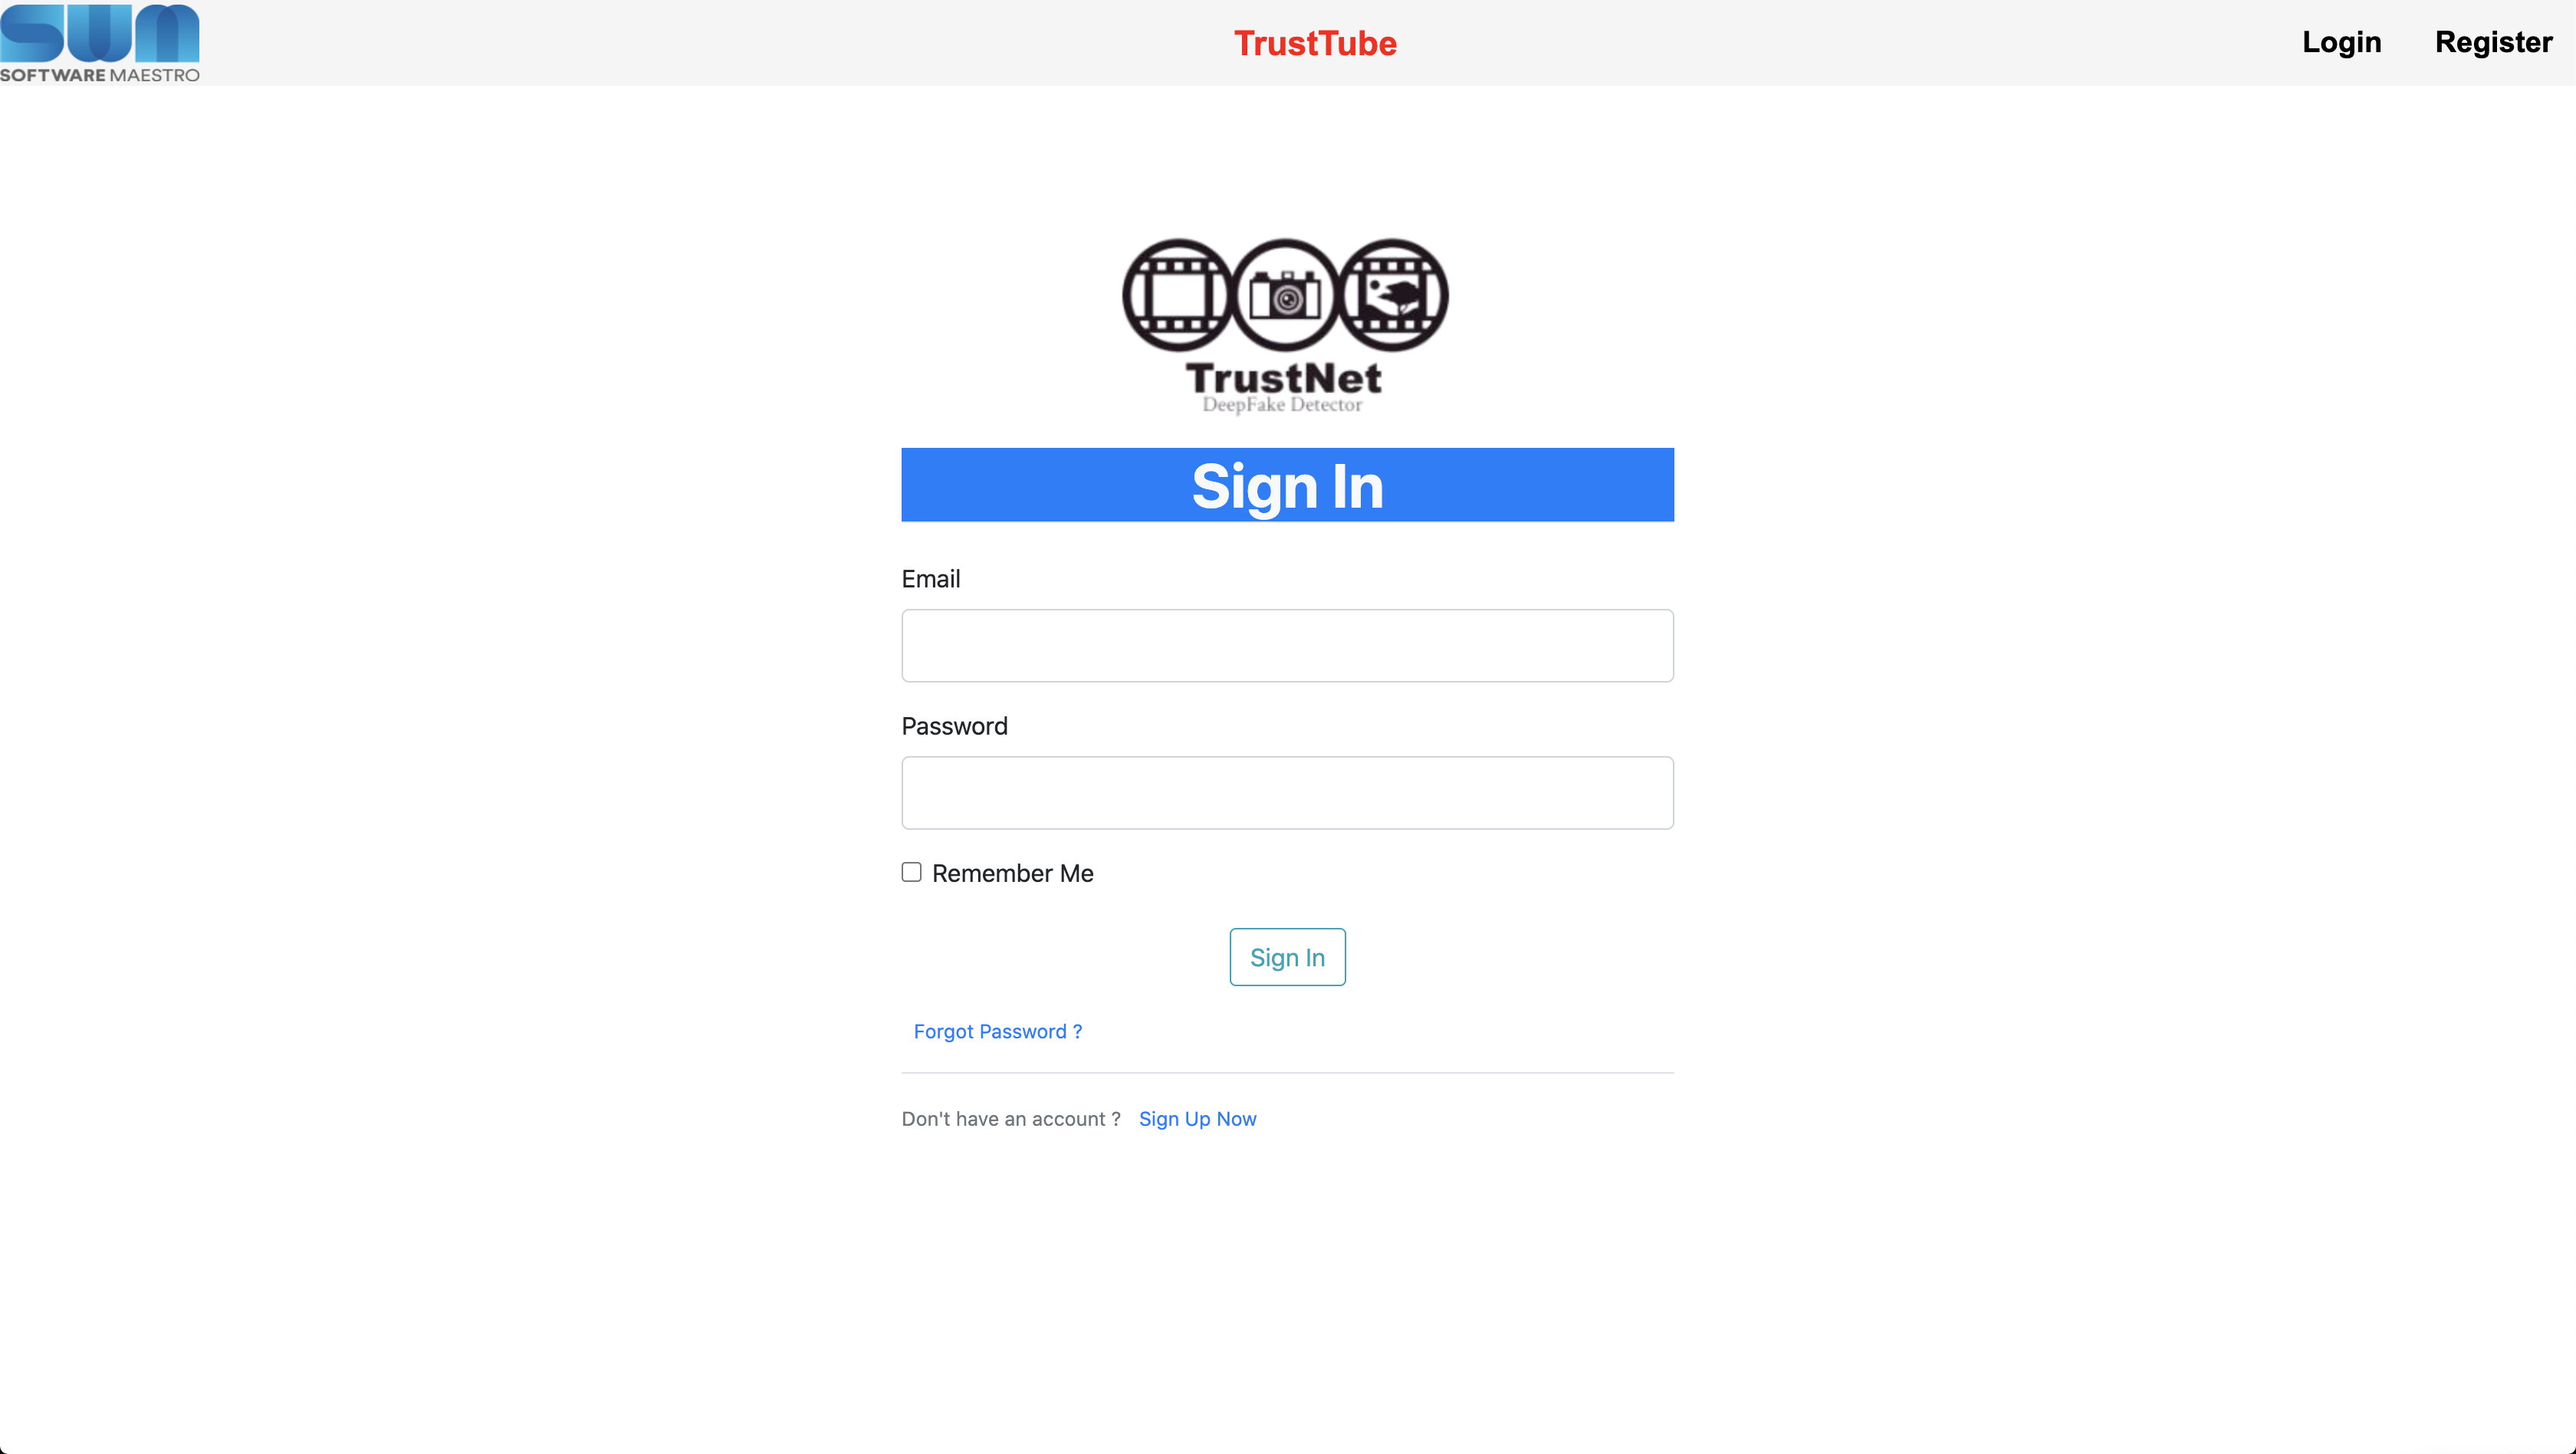 SWM
SOFTWARE MAESTRO
TrustTube
Login
Register
TrustNet
DeepFake Detector
Sign In
Email
Password
Remember Me
Sign In
Forgot Password ?
Don't have an account ? Sign Up Now